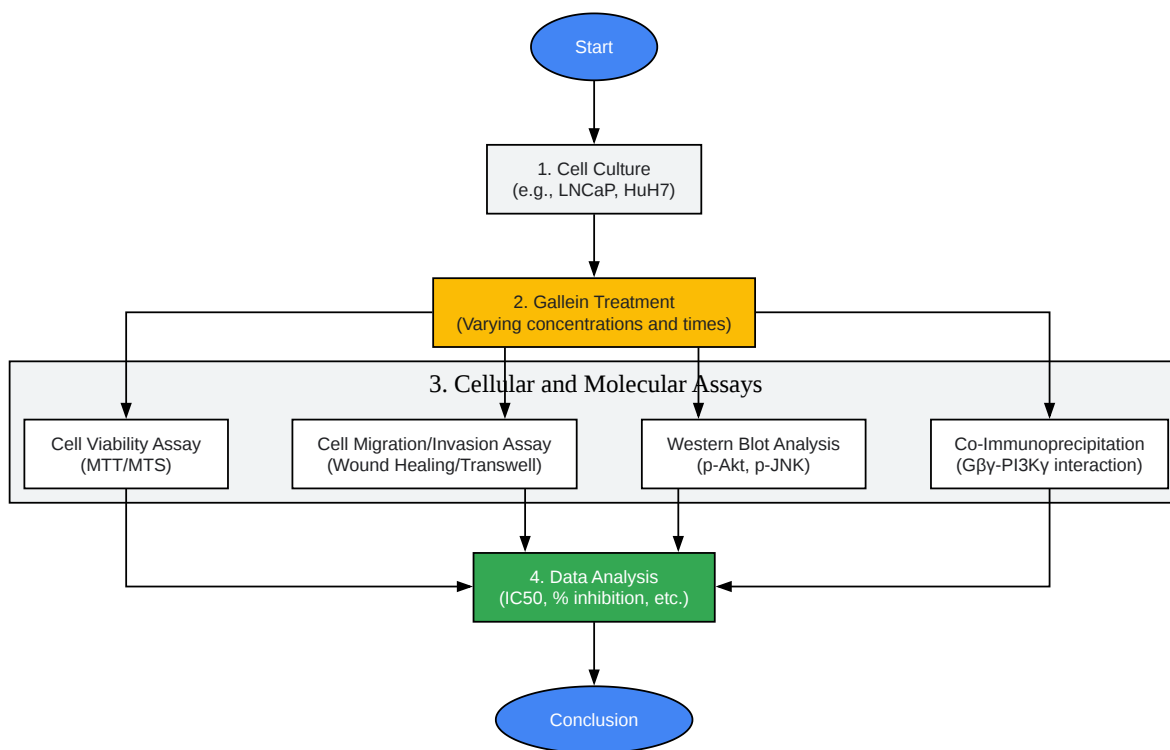 Start
1. Cell Culture
(e.g., LNCaP, HuH7)
2. Gallein Treatment
(Varying concentrations and times)
3. Cellular and Molecular Assays
Cell Viability Assay
(MTT/MTS)
Cell Migration/Invasion Assay
(Wound Healing/Transwell)
Western Blot Analysis
(p-Akt, p-JNK)
Co-Immunoprecipitation
(Gβγ-PI3Kγ interaction)
4. Data Analysis
(IC50, % inhibition, etc.)
Conclusion